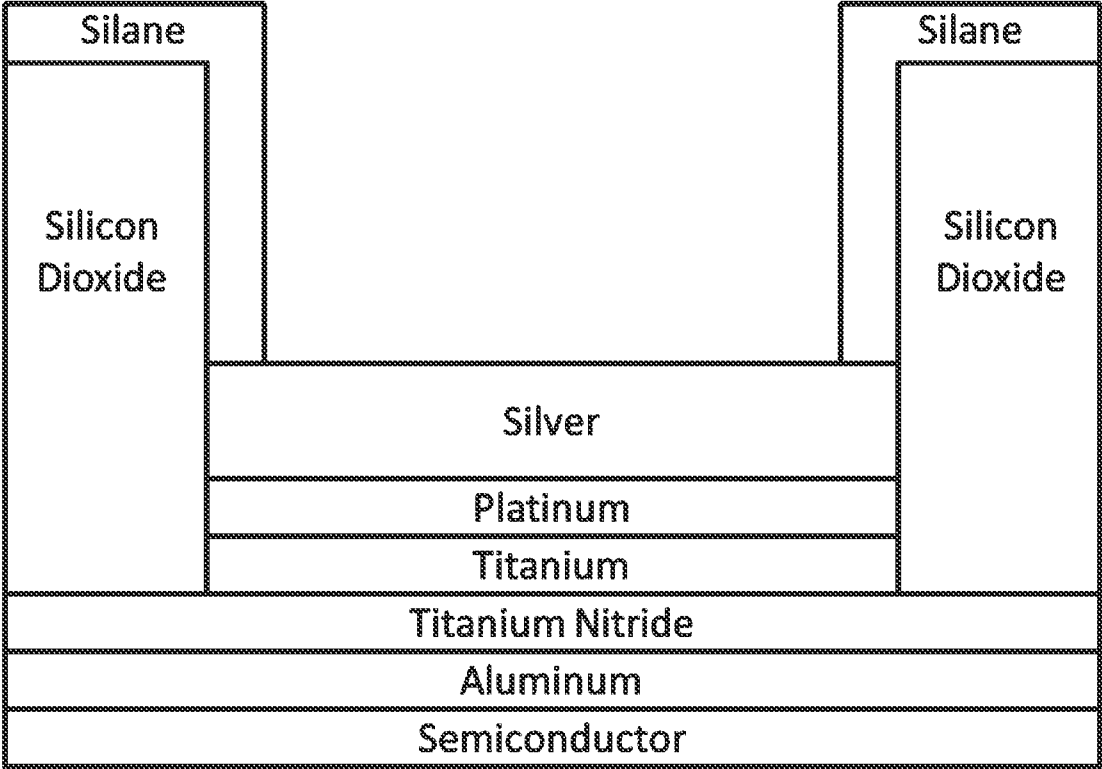 Silane
Silane
Silicon
Dioxide
Silicon
Dioxide
Silver
Platinum
Titanium
Titanium Nitride
Aluminum
Semiconductor